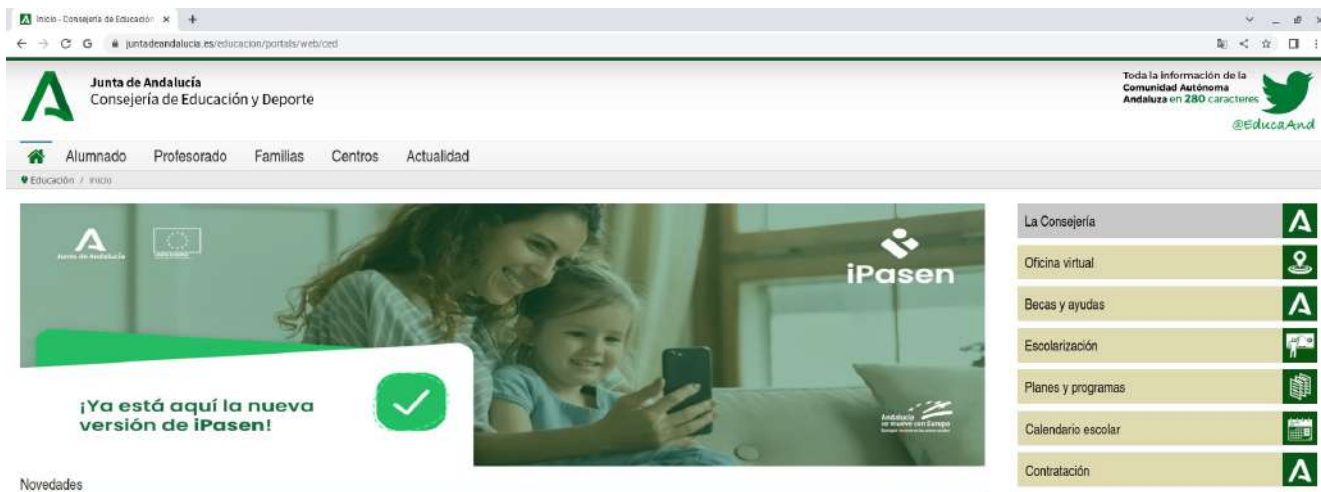 Inicio - Consejería de Educación
juntadeandalucia.es/educacion/portals/web/ced
Junta de Andalucía
Consejería de Educación y Deporte
Toda la información de la
Comunidad Autónoma
Andaluza en 280 caracteres
@EducaAnd
Alumnado Profesorado Familias Centros Actualidad
Educación / Inicio
Junta de Andalucía
iPasen
¡Ya está aquí la nueva
versión de iPasen!
Andalucía
se mueve con Europa
La Consejería
Oficina virtual
Becas y ayudas
Escolarización
Planes y programas
Calendario escolar
Contratación
Novedades